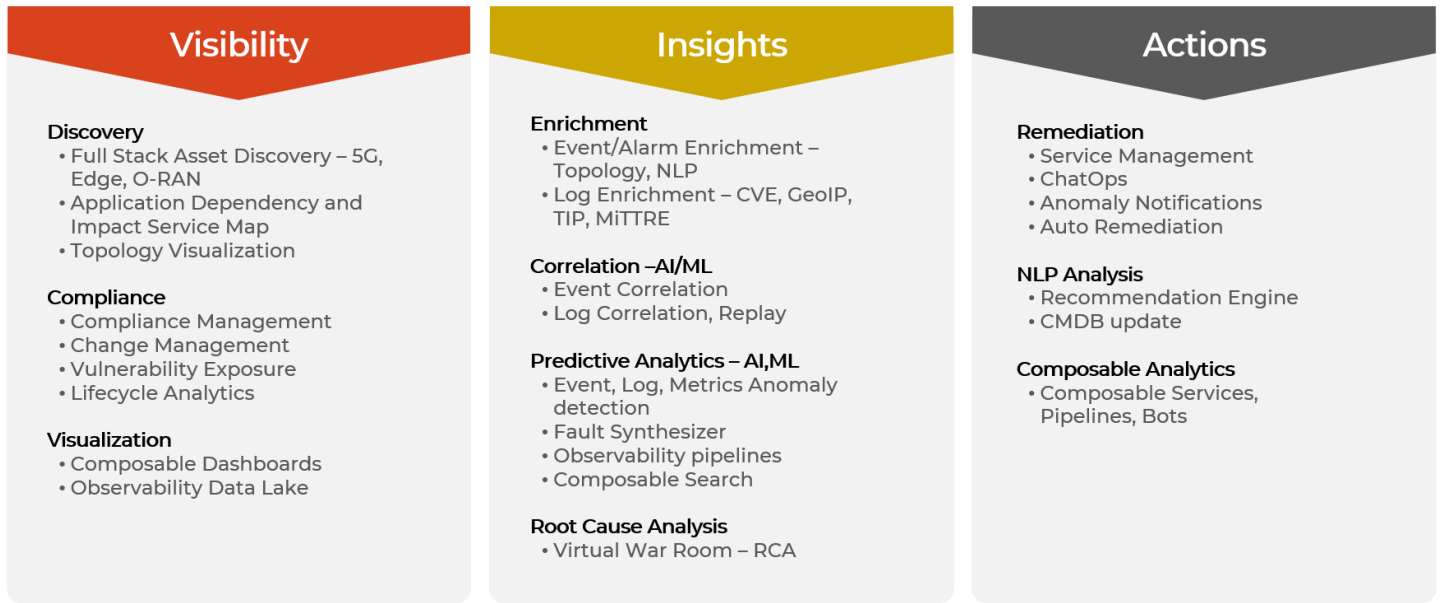 Visibility
Discovery
• Full Stack Asset Discovery – 5G,
Edge, O-RAN
• Application Dependency and
Impact Service Map
• Topology Visualization
Compliance
• Compliance Management
• Change Management
• Vulnerability Exposure
• Lifecycle Analytics
Visualization
• Composable Dashboards
• Observability Data Lake
Insights
Enrichment
• Event/Alarm Enrichment –
Topology, NLP
• Log Enrichment – CVE, GeoIP,
TIP, MiTTRE
Correlation –AI/ML
• Event Correlation
• Log Correlation, Replay
Predictive Analytics – AI,ML
• Event, Log, Metrics Anomaly
detection
• Fault Synthesizer
• Observability pipelines
• Composable Search
Root Cause Analysis
• Virtual War Room – RCA
Actions
Remediation
• Service Management
• ChatOps
• Anomaly Notifications
• Auto Remediation
NLP Analysis
• Recommendation Engine
• CMDB update
Composable Analytics
• Composable Services,
Pipelines, Bots